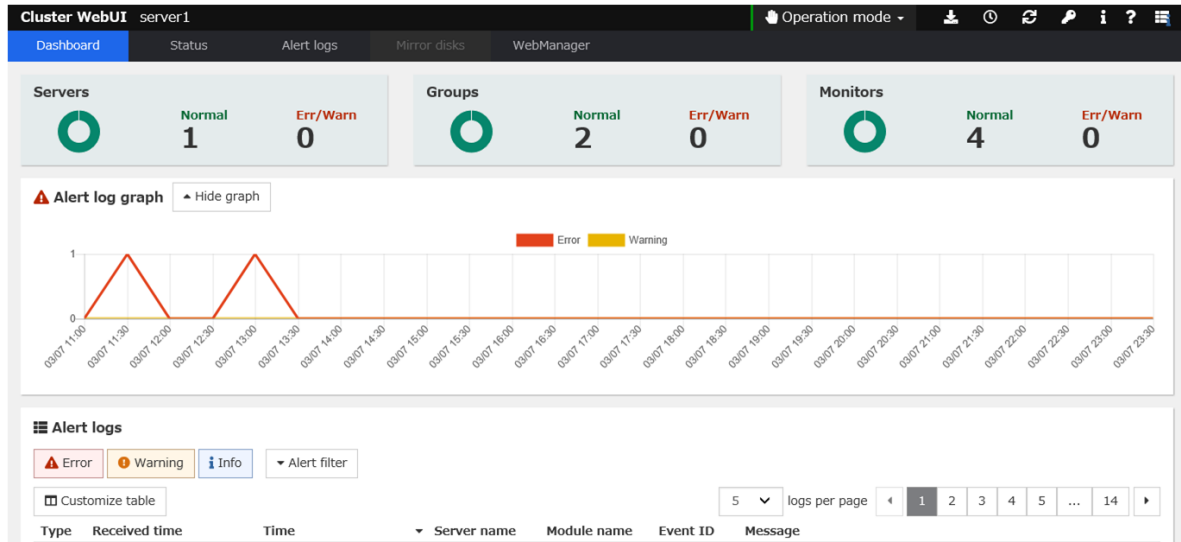 Cluster WebUI server1 Operation mode
Dashboard Status Alert logs Mirror disks WebManager
Servers
Normal Err/Warn
1 0
Groups
Normal Err/Warn
2 0
Monitors
Normal Err/Warn
4 0
Alert log graph Hide graph
Error Warning
1
0
03/07 11:00 03/07 11:30 03/07 12:00 03/07 12:30 03/07 13:00 03/07 13:30 03/07 14:00 03/07 14:30 03/07 15:00 03/07 15:30 03/07 16:00 03/07 16:30 03/07 17:00 03/07 17:30 03/07 18:00 03/07 18:30 03/07 19:00 03/07 19:30 03/07 20:00 03/07 20:30 03/07 21:00 03/07 21:30 03/07 22:00 03/07 22:30 03/07 23:00 03/07 23:30
Alert logs
Error Warning Info Alert filter
Customize table 5 logs per page 1 2 3 4 5 ... 14
Type Received time Time Server name Module name Event ID Message